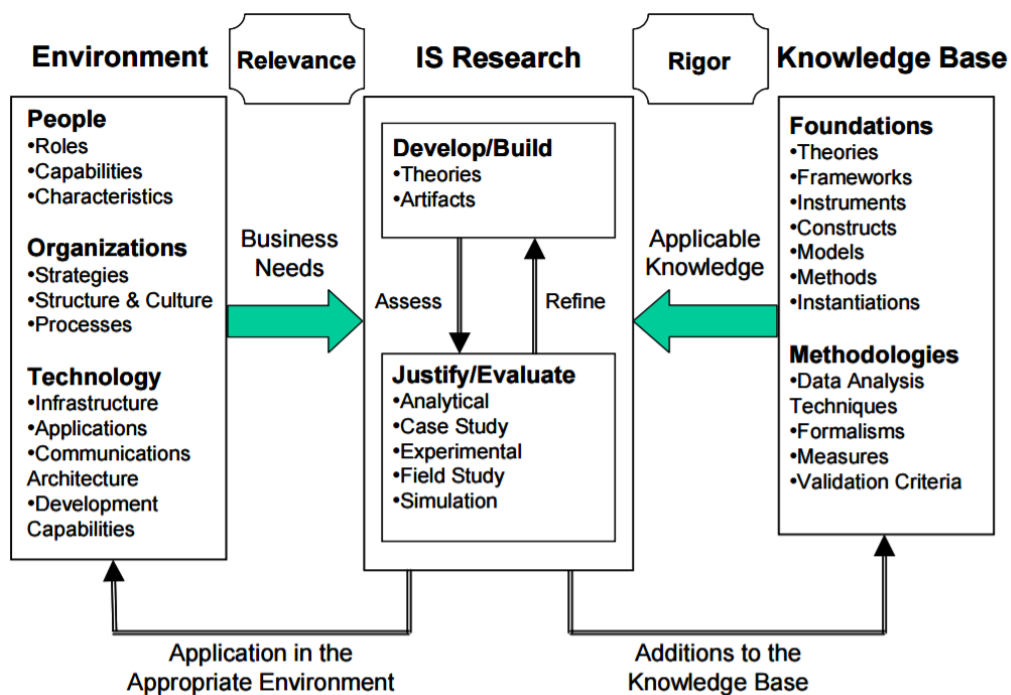 Environment
Relevance
IS Research
Rigor
Knowledge Base
People
•Roles
•Capabilities
•Characteristics
Organizations
•Strategies
•Structure & Culture
•Processes
Technology
•Infrastructure
•Applications
•Communications
Architecture
•Development
Capabilities
Business
Needs
Develop/Build
•Theories
•Artifacts
Assess
Refine
Justify/Evaluate
•Analytical
•Case Study
•Experimental
•Field Study
•Simulation
Applicable
Knowledge
Foundations
•Theories
•Frameworks
•Instruments
•Constructs
•Models
•Methods
•Instantiations
Methodologies
•Data Analysis
Techniques
•Formalisms
•Measures
•Validation Criteria
Application in the
Appropriate Environment
Additions to the
Knowledge Base